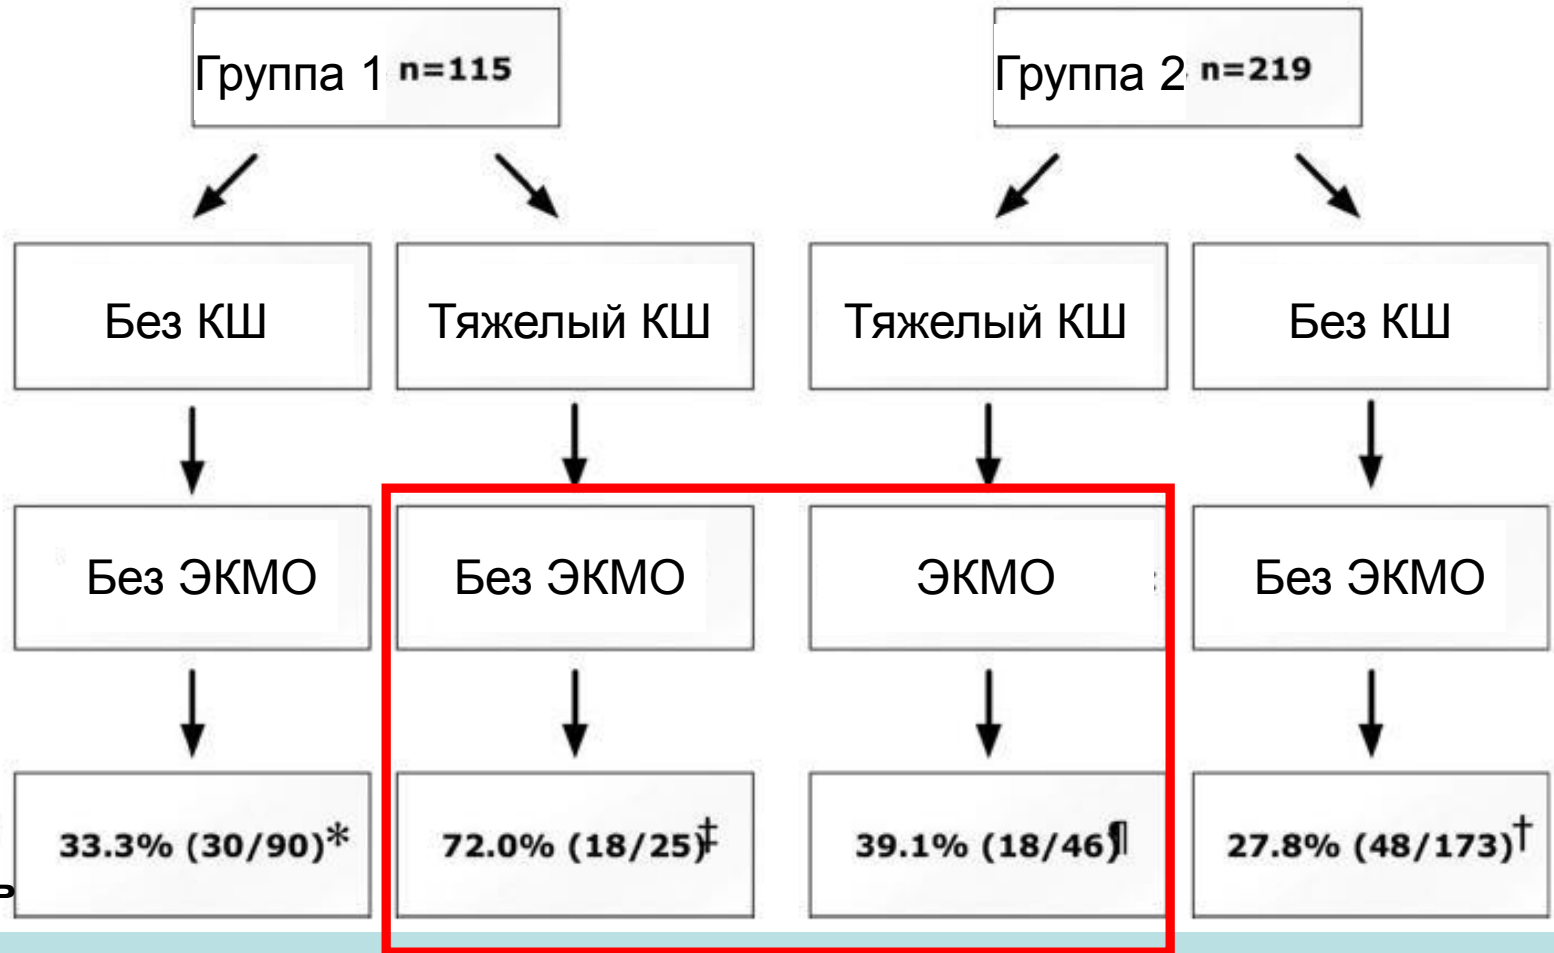 Группа 1 n=115
Группа 2 n=219
Без КШ
Тяжелый КШ
Тяжелый КШ
Без КШ
Без ЭКМО
Без ЭКМО
ЭКМО
Без ЭКМО
33.3% (30/90)*
72.0% (18/25)‡
39.1% (18/46)¶
27.8% (48/173)†